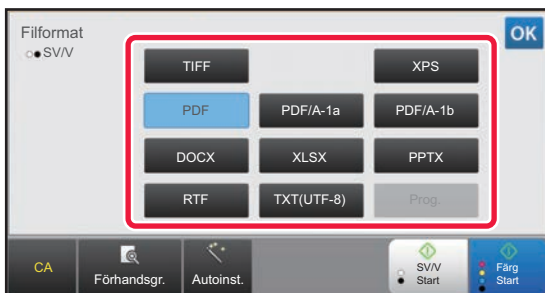 Filformat
SV/V
OK
TIFF
XPS
PDF
PDF/A-1a
PDF/A-1b
DOCX
XLSX
PPTX
RTF
TXT(UTF-8)
Prog.
CA
Förhandsgr.
Autoinst.
SV/V
Start
Färg
Start